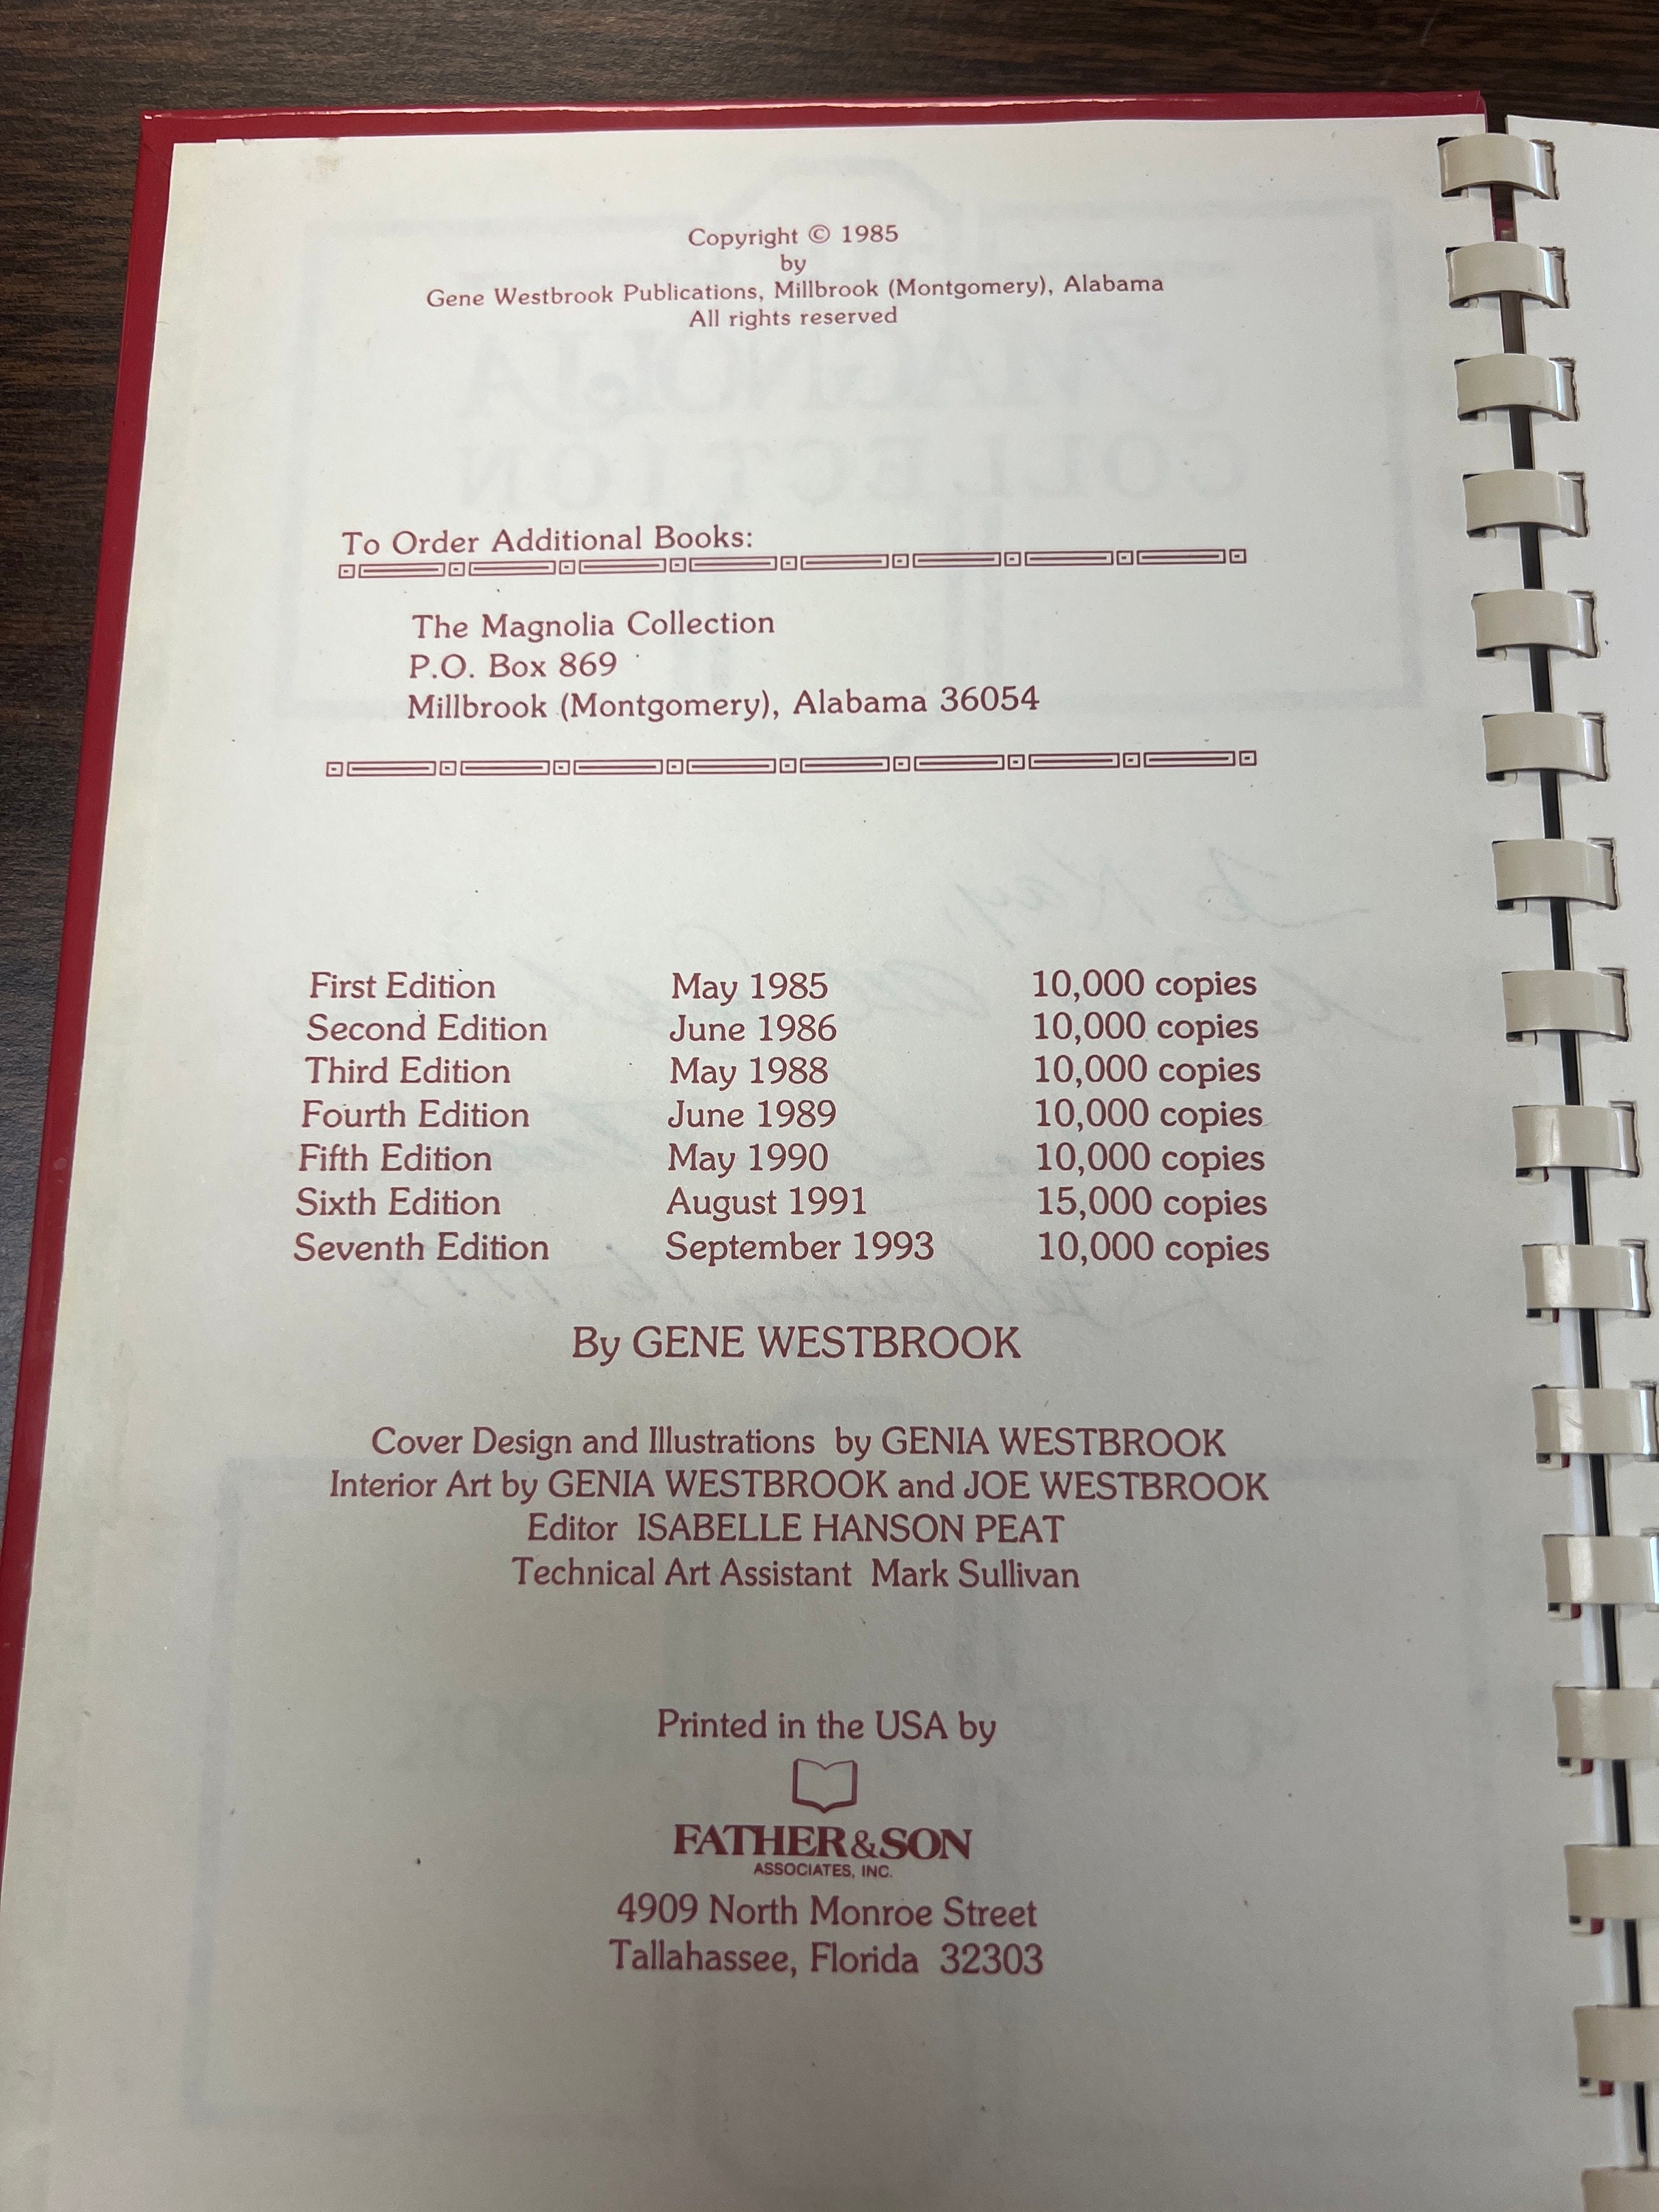 Copyright © 1985
by
Gene Westbrook Publications, Millbrook (Montgomery), Alabama
All rights reserved
To Order Additional Books:
The Magnolia Collection
P.O. Box 869
Millbrook (Montgomery), Alabama 36054
First Edition May 1985 10,000 copies
Second Edition June 1986 10,000 copies
Third Edition May 1988 10,000 copies
Fourth Edition June 1989 10,000 copies
Fifth Edition May 1990 10,000 copies
Sixth Edition August 1991 15,000 copies
Seventh Edition September 1993 10,000 copies
By GENE WESTBROOK
Cover Design and Illustrations by GENIA WESTBROOK
Interior Art by GENIA WESTBROOK and JOE WESTBROOK
Editor ISABELLE HANSON PEAT
Technical Art Assistant Mark Sullivan
Printed in the USA by
FATHER & SON
ASSOCIATES, INC.
4909 North Monroe Street
Tallahassee, Florida 32303
MAGNOLIA
COLLECTION
To Kay,